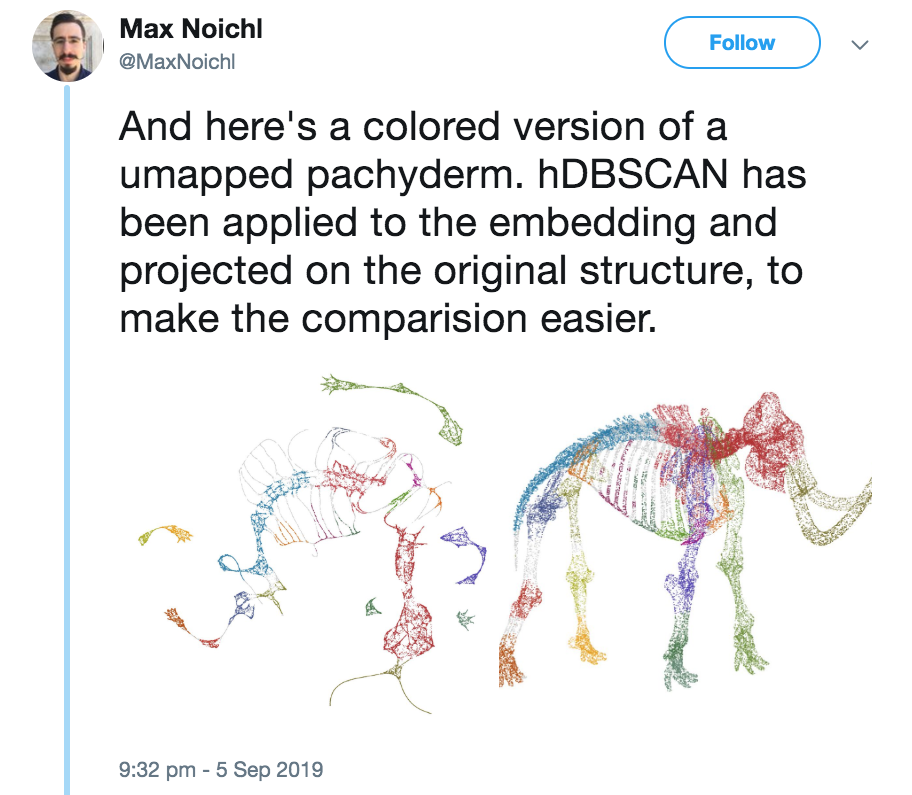 Max Noichl
@MaxNoichl
Follow
And here's a colored version of a
umapped pachyderm. hDBSCAN has
been applied to the embedding and
projected on the original structure, to
make the comparision easier.
9:32 pm - 5 Sep 2019